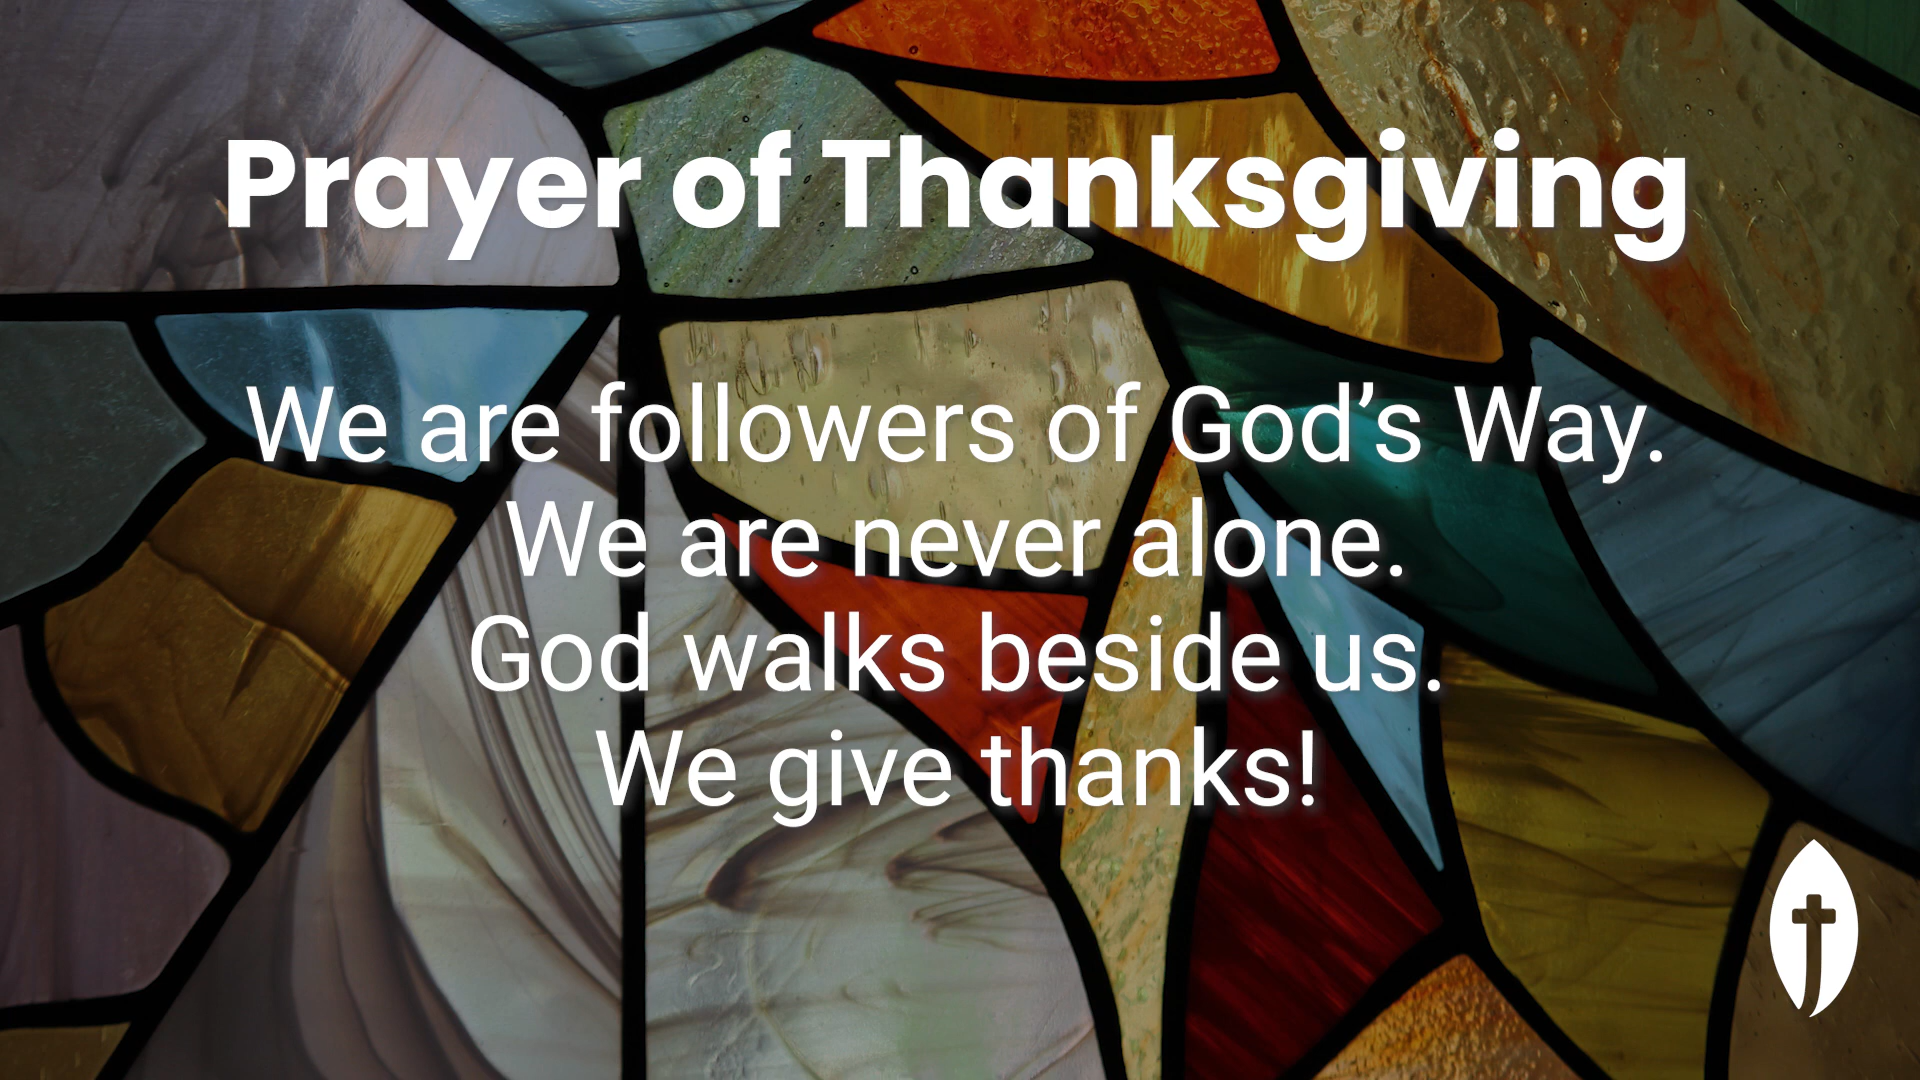 Prayer of Thanksgiving
We are followers of God’s Way.
We are never alone.
God walks beside us.
We give thanks!